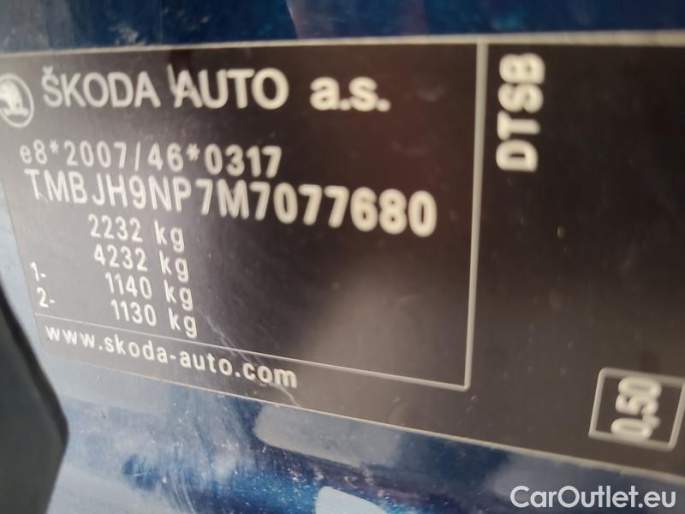 ŠKODA AUTO a.s.
e8*2007/46*0317
TMBJH9NP7M7077680
2232 kg
4232 kg
1- 1140 kg
2- 1130 kg
www.skoda-auto.com
DTSB
0,50
CarOutlet.eu